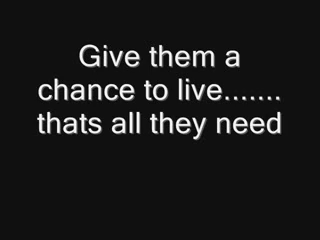 Give them a
chance to live.......
thats all they need